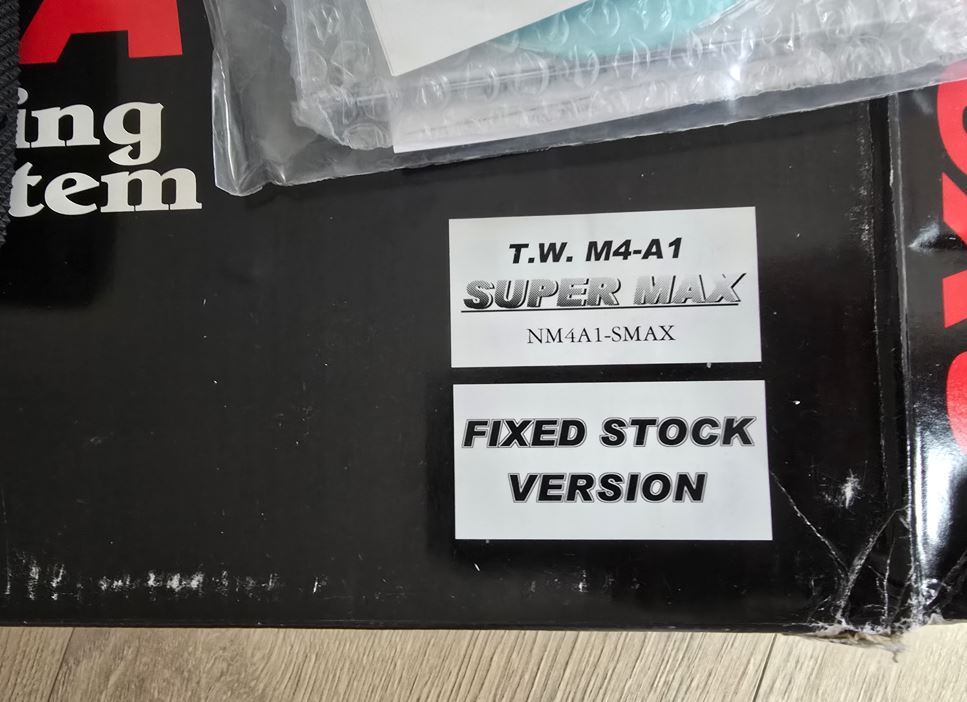 A
ing
tem
T.W. M4-A1
SUPER MAX
NM4A1-SMAX
FIXED STOCK
VERSION